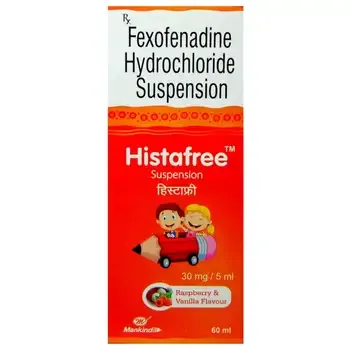 Rx
Fexofenadine
Hydrochloride
Suspension
Histafree™
Suspension
हिस्टाफ्री
30 mg / 5 ml
Raspberry &
Vanilla Flavour
Mankind
60 ml